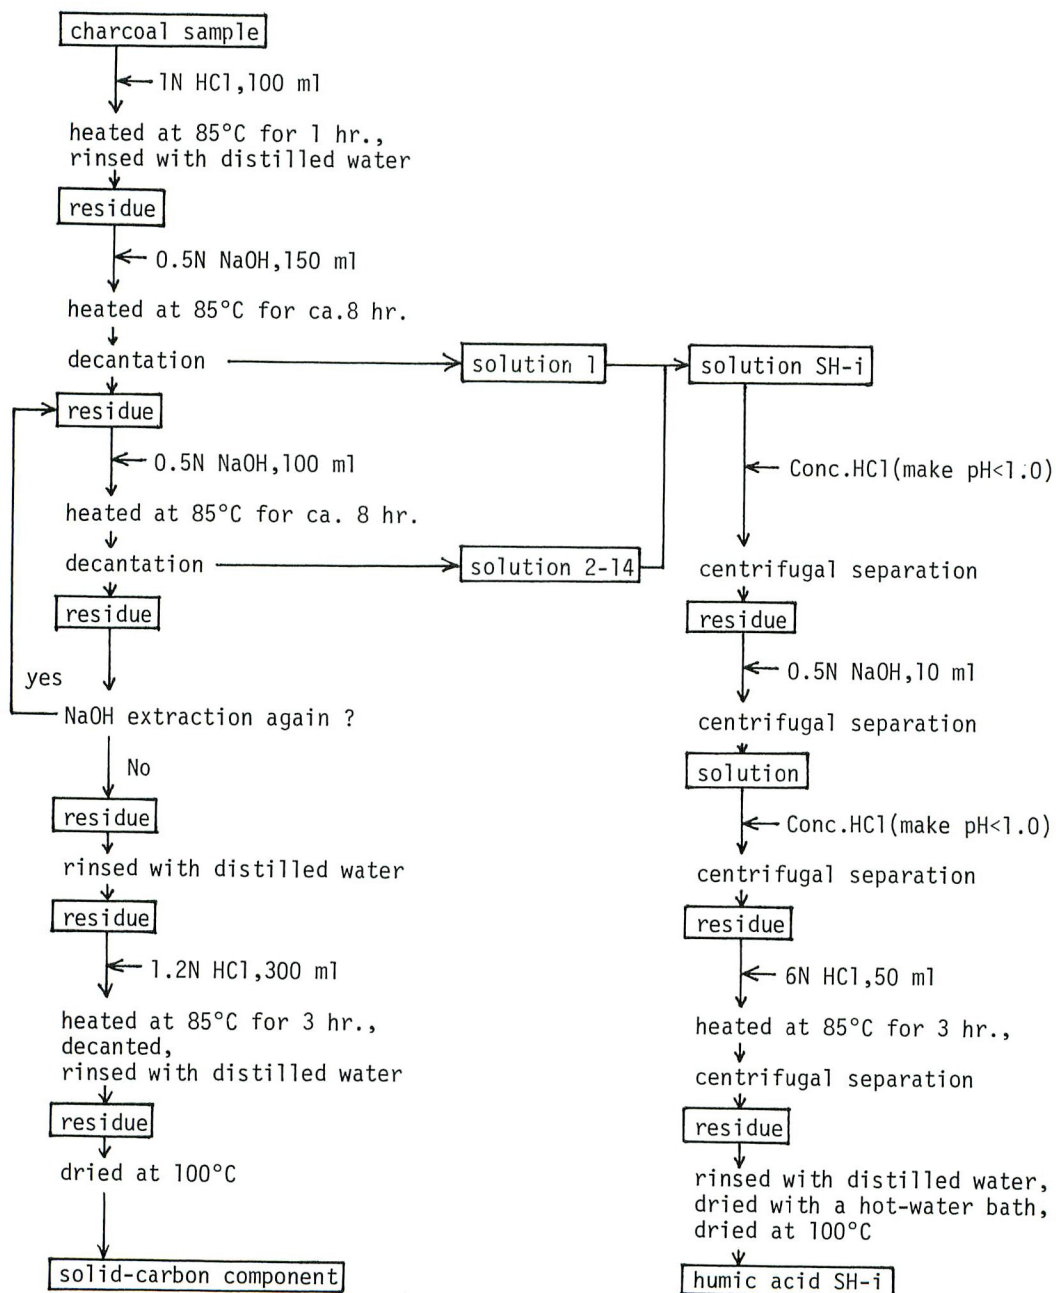 charcoal sample
1N HCl,100 ml
heated at 85°C for 1 hr.,
rinsed with distilled water
residue
0.5N NaOH,150 ml
heated at 85°C for ca.8 hr.
decantation
solution 1
solution SH-i
residue
0.5N NaOH,100 ml
heated at 85°C for ca. 8 hr.
decantation
solution 2-14
residue
yes
NaOH extraction again ?
No
residue
rinsed with distilled water
residue
1.2N HCl,300 ml
heated at 85°C for 3 hr.,
decanted,
rinsed with distilled water
residue
dried at 100°C
solid-carbon component
Conc.HCl(make pH<1.0)
centrifugal separation
residue
0.5N NaOH,10 ml
centrifugal separation
solution
Conc.HCl(make pH<1.0)
centrifugal separation
residue
6N HCl,50 ml
heated at 85°C for 3 hr.,
centrifugal separation
residue
rinsed with distilled water,
dried with a hot-water bath,
dried at 100°C
humic acid SH-i